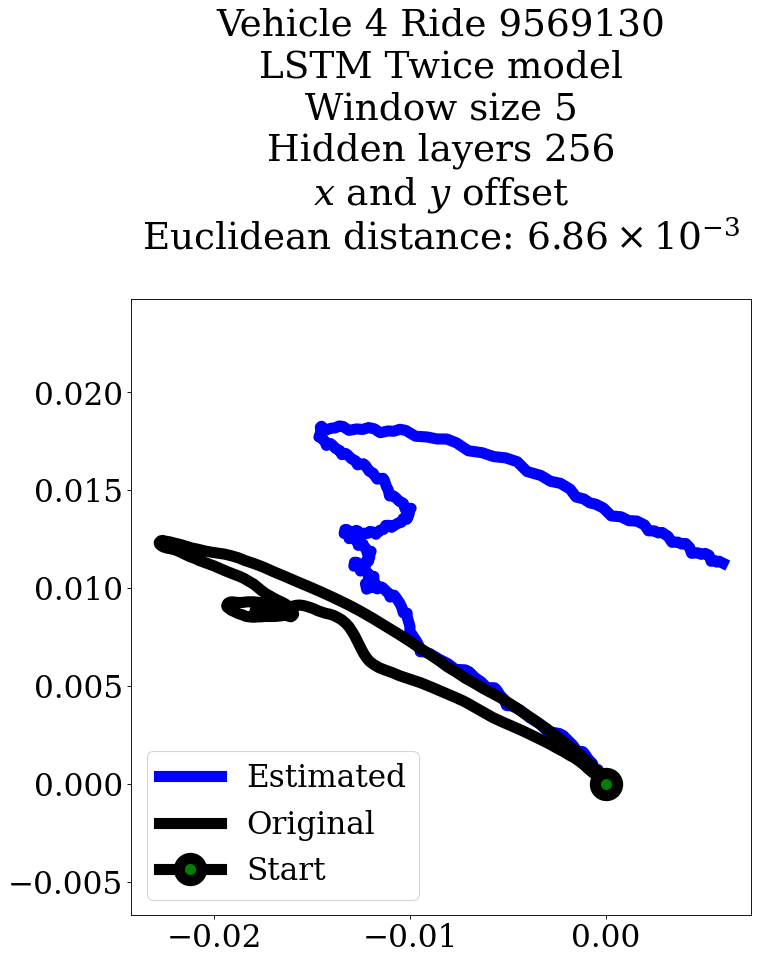 Vehicle 4 Ride 9569130
LSTM Twice model
Window size 5
Hidden layers 256
x and y offset
Euclidean distance: 6.86 × 10⁻³
0.020
0.015
0.010
0.005
0.000
−0.005
Estimated
Original
Start
−0.02 −0.01 0.00